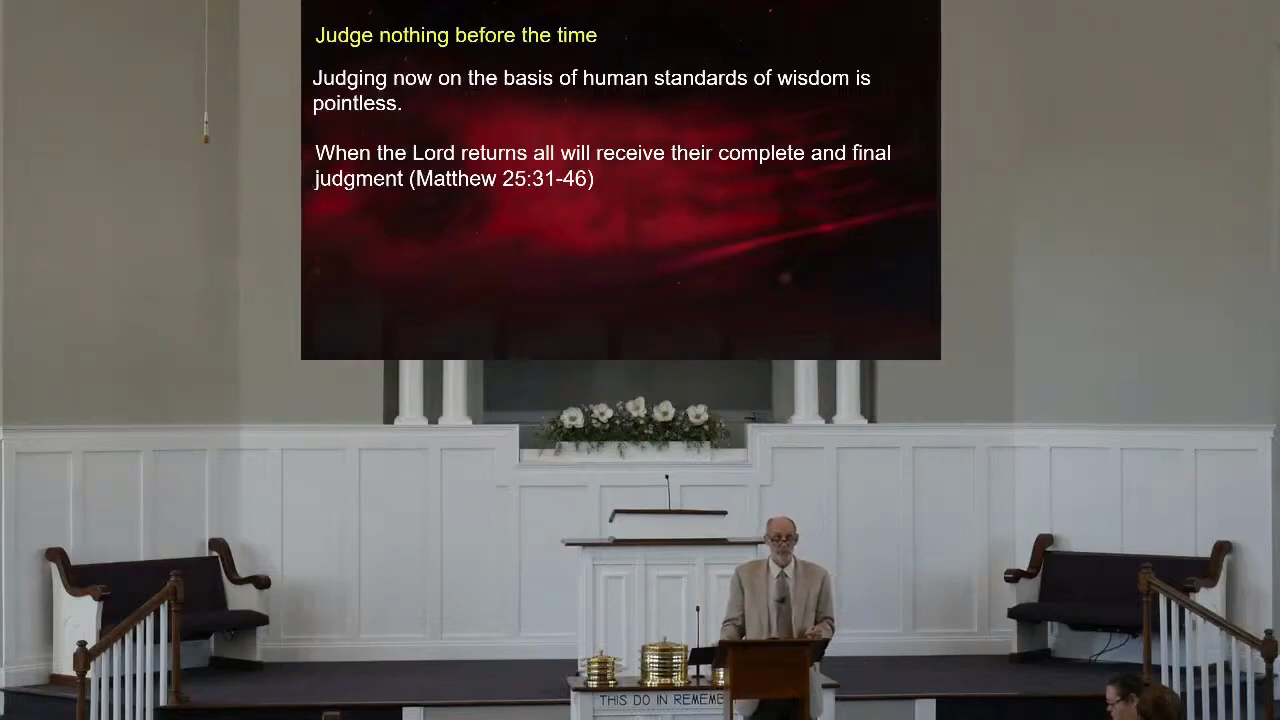 Judge nothing before the time
Judging now on the basis of human standards of wisdom is
pointless.
When the Lord returns all will receive their complete and final
judgment (Matthew 25:31-46)
THIS DO IN REMEME